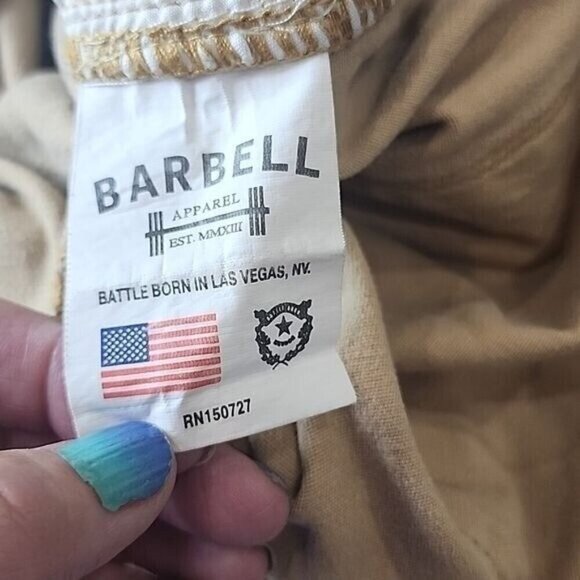 BARBELL
APPAREL
EST. MMXIII
BATTLE BORN IN LAS VEGAS, NV.
RN150727